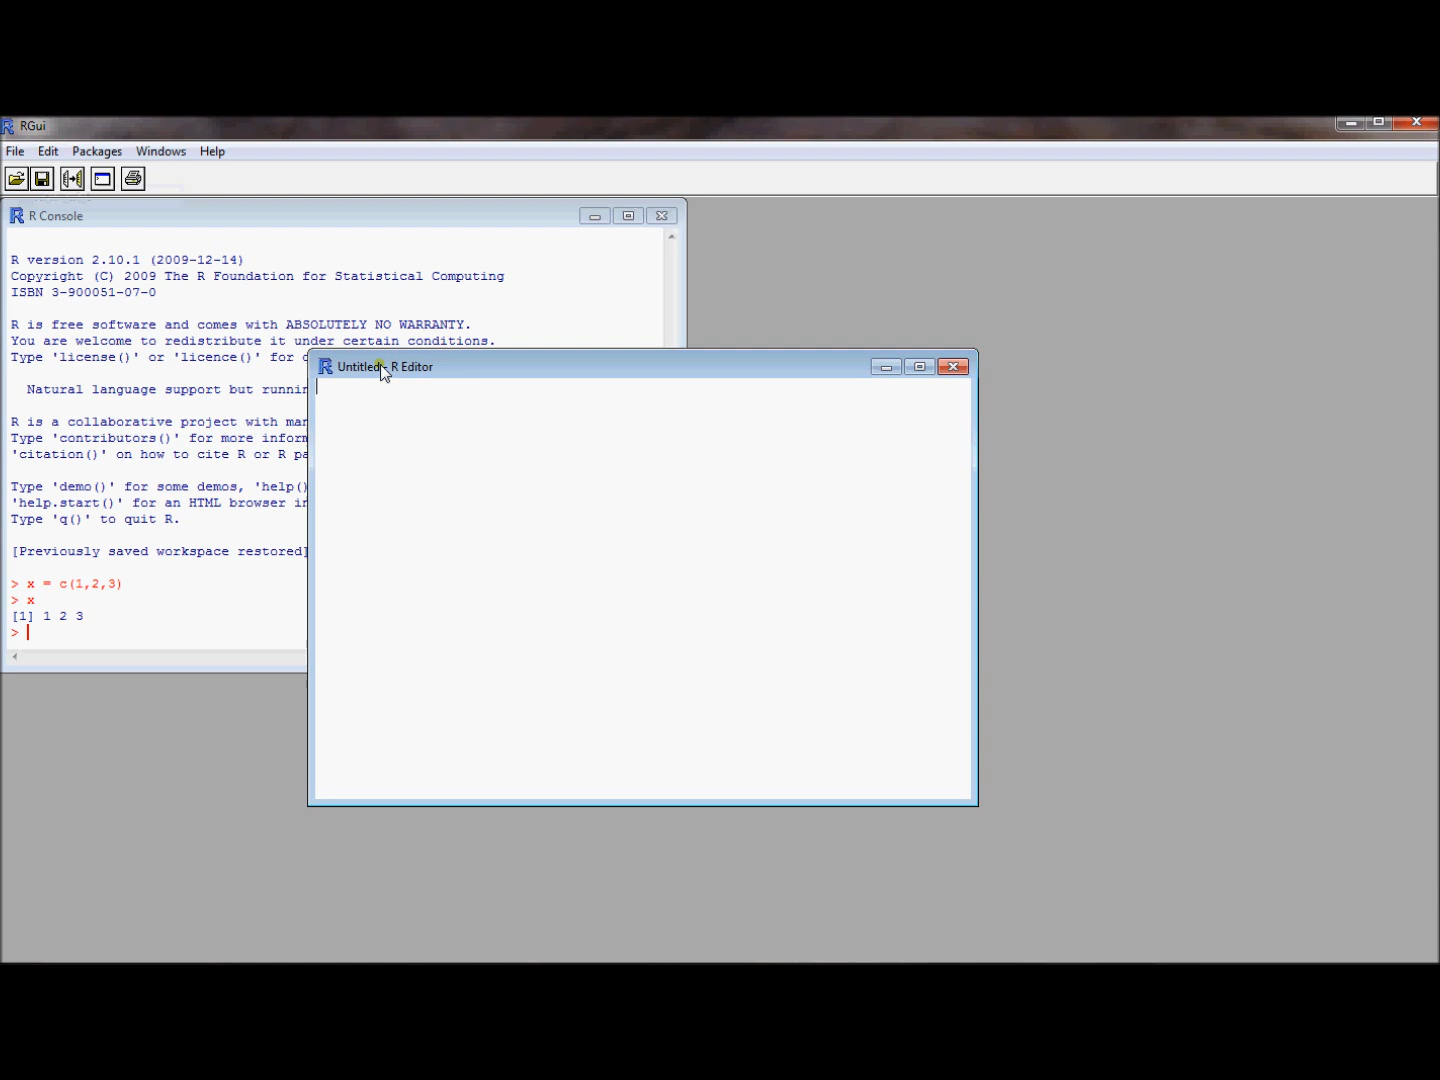 RGui
File Edit Packages Windows Help
R Console
R version 2.10.1 (2009-12-14)
Copyright (C) 2009 The R Foundation for Statistical Computing
ISBN 3-900051-07-0
R is free software and comes with ABSOLUTELY NO WARRANTY.
You are welcome to redistribute it under certain conditions.
Type 'license()' or 'licence()' for
Untitled - R Editor
Natural language support but
R is a collaborative project with
Type 'contributors()' for more
'citation()' on how to cite R or R
Type 'demo()' for some demos, 'help()
'help.start()' for an HTML browser
Type 'q()' to quit R.
[Previously saved workspace restored]
> x = c(1,2,3)
> x
[1] 1 2 3
>